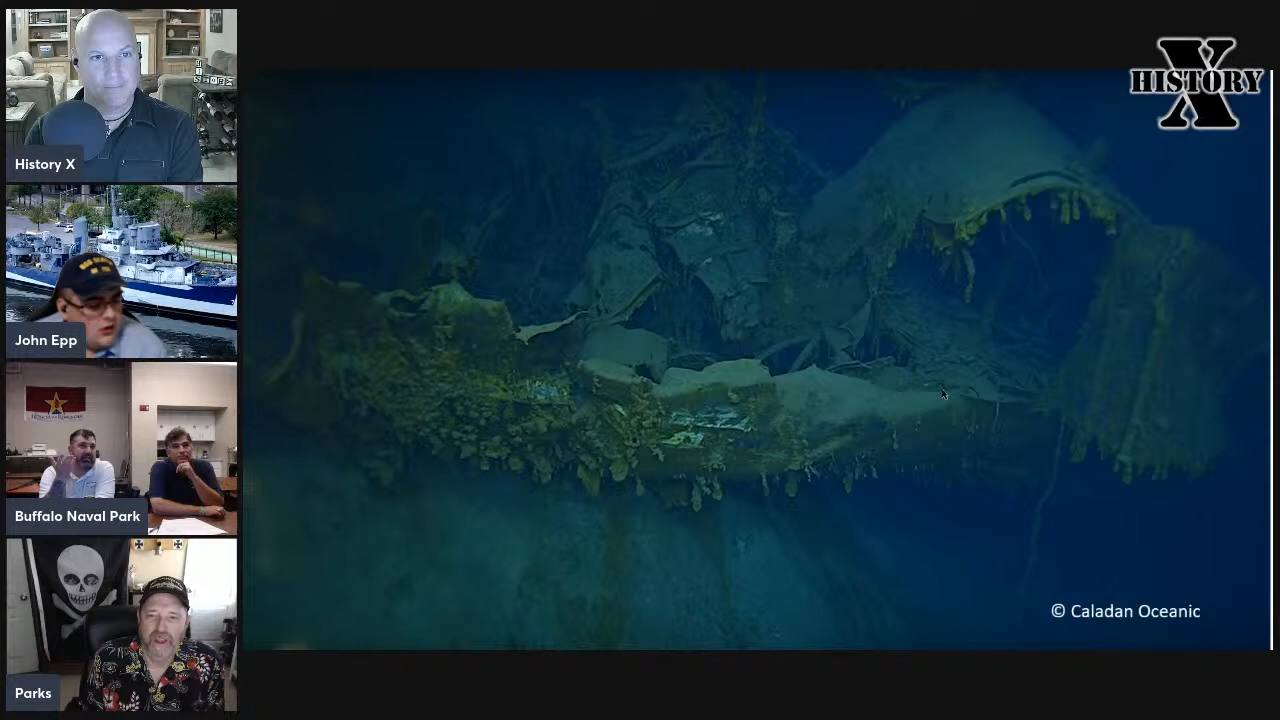 History X
John Epp
Buffalo Naval Park
Parks
X
HISTORY
© Caladan Oceanic